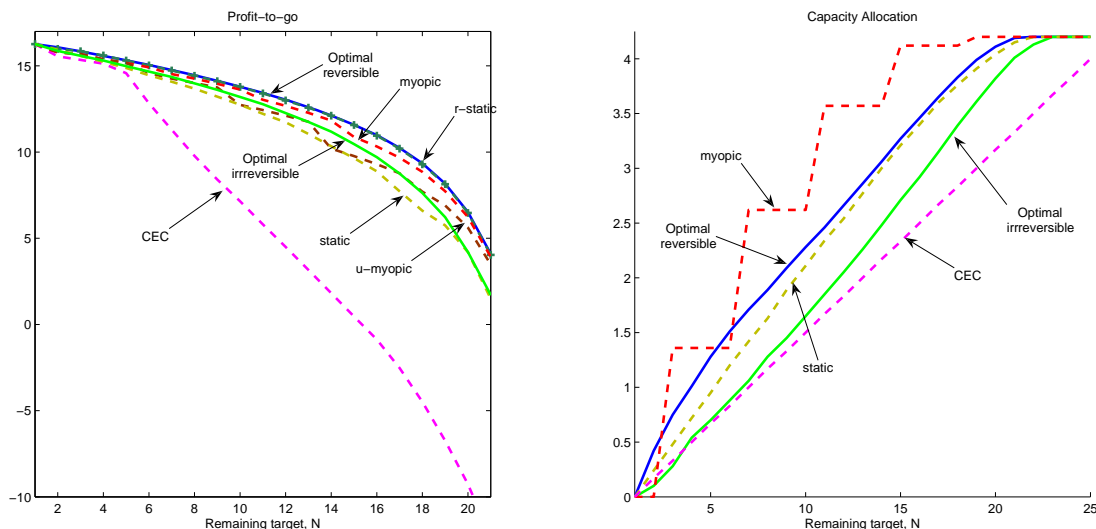 Profit−to−go
15
10
5
0
−5
−10
2
4
6
8
10
12
14
16
18
20
Remaining target, N
Optimal
reversible
myopic
r−static
Optimal
irrreversible
CEC
static
u−myopic
Capacity Allocation
4
3.5
3
2.5
2
1.5
1
0.5
0
5
10
15
20
25
Remaining target, N
myopic
Optimal
reversible
Optimal
irrreversible
CEC
static